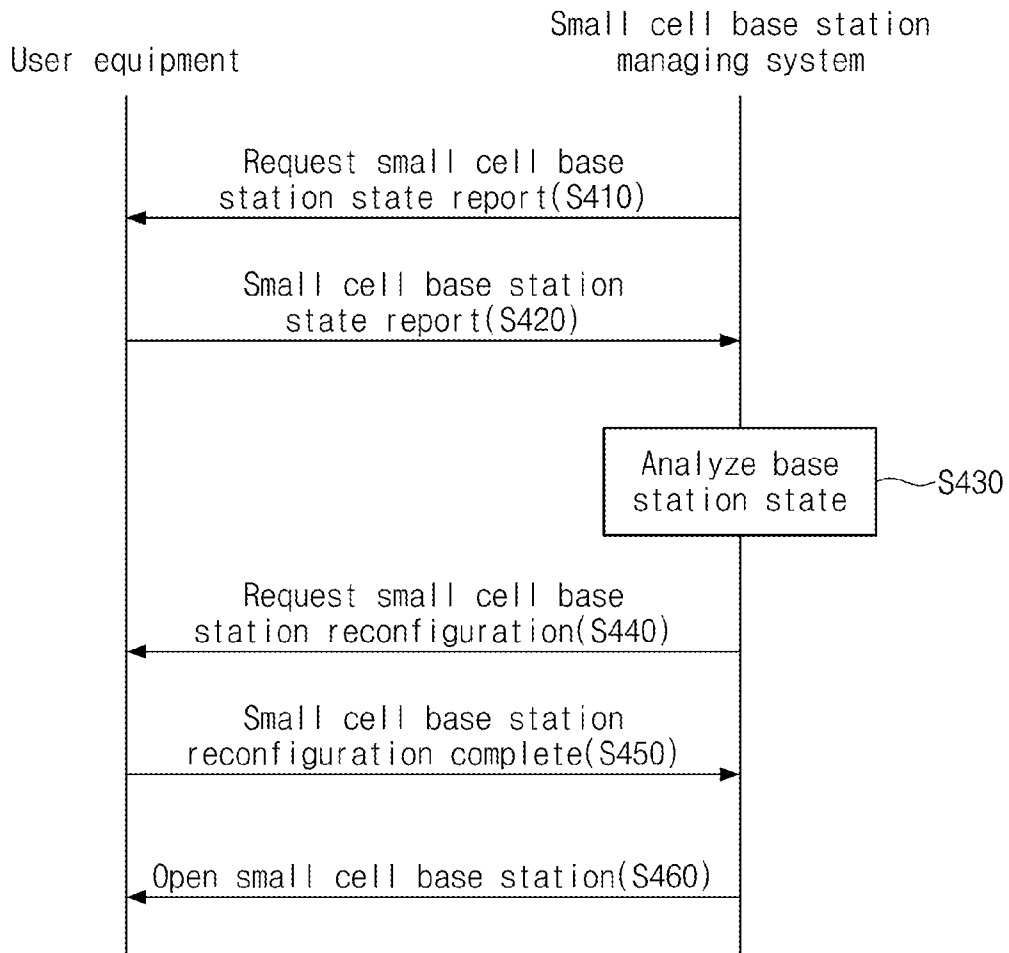 User equipment
Small cell base station
managing system
Request small cell base
station state report(S410)
Small cell base station
state report(S420)
Analyze base
station state
S430
Request small cell base
station reconfiguration(S440)
Small cell base station
reconfiguration complete(S450)
Open small cell base station(S460)